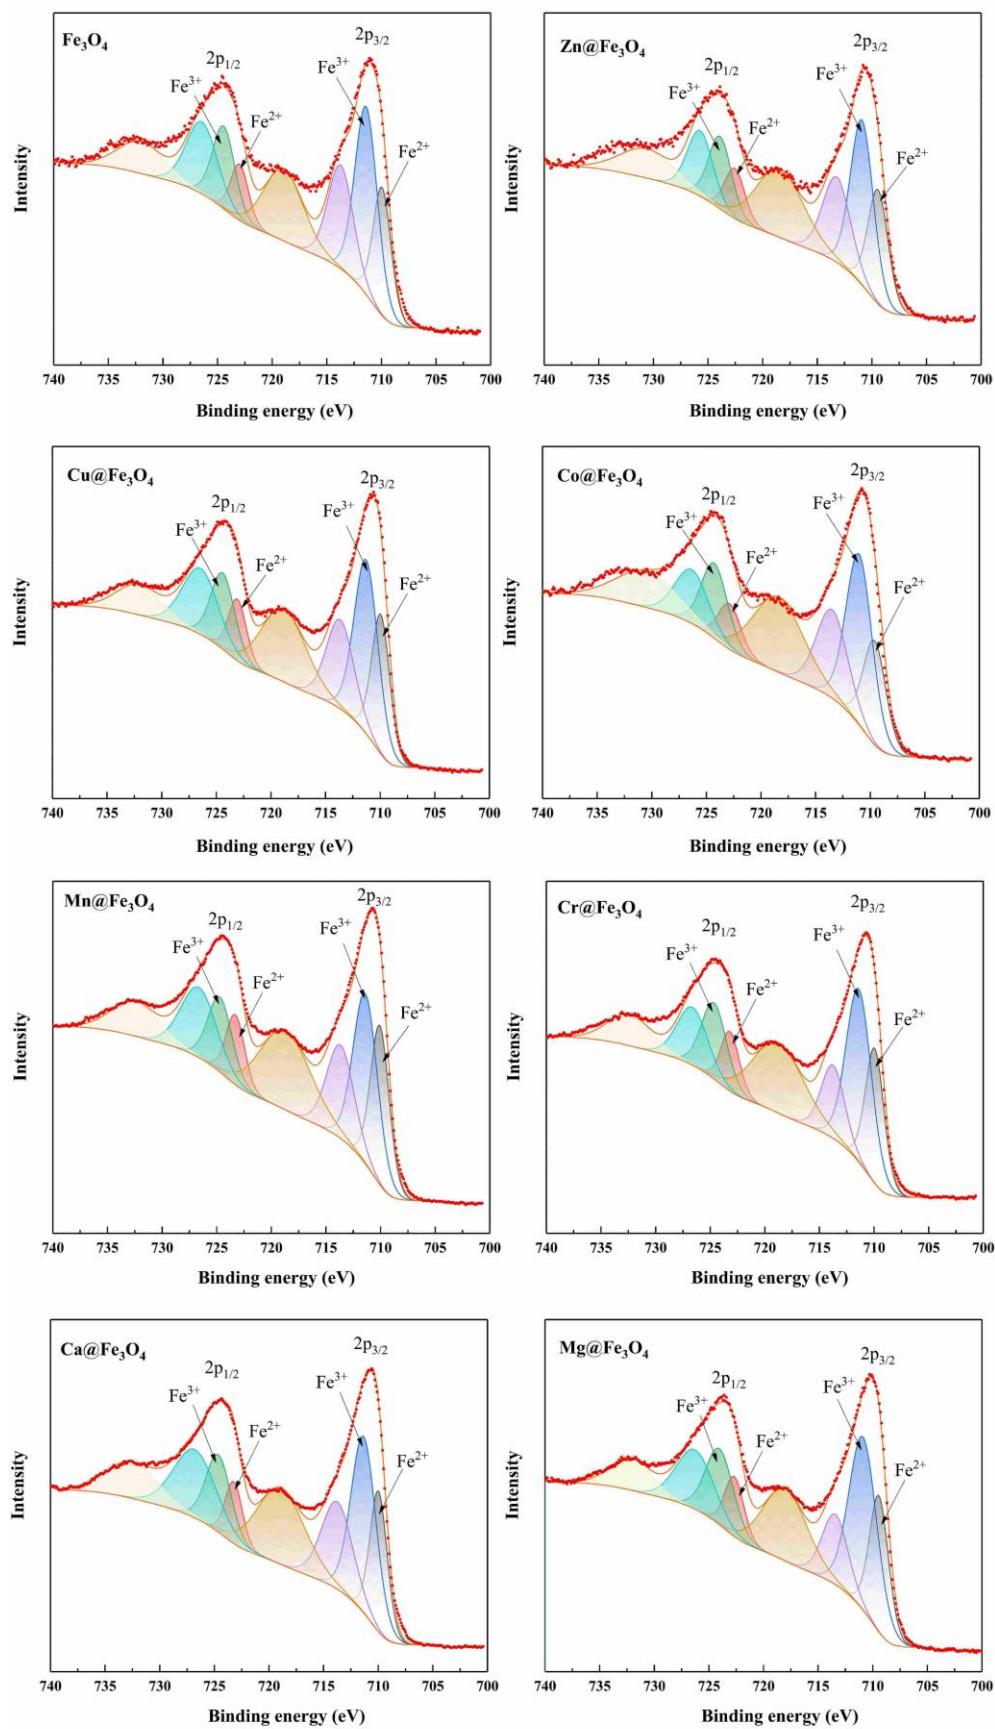 Fe₃O₄
2p₁/₂
2p₃/₂
Fe³⁺
Fe²⁺
Fe³⁺
Fe²⁺
Intensity
740 735 730 725 720 715 710 705 700
Binding energy (eV)
Zn@Fe₃O₄
2p₁/₂
2p₃/₂
Fe³⁺
Fe²⁺
Fe³⁺
Fe²⁺
Intensity
740 735 730 725 720 715 710 705 700
Binding energy (eV)
Cu@Fe₃O₄
2p₁/₂
2p₃/₂
Fe³⁺
Fe²⁺
Fe³⁺
Fe²⁺
Intensity
740 735 730 725 720 715 710 705 700
Binding energy (eV)
Co@Fe₃O₄
2p₁/₂
2p₃/₂
Fe³⁺
Fe²⁺
Fe³⁺
Fe²⁺
Intensity
740 735 730 725 720 715 710 705 700
Binding energy (eV)
Mn@Fe₃O₄
2p₁/₂
2p₃/₂
Fe³⁺
Fe²⁺
Fe³⁺
Fe²⁺
Intensity
740 735 730 725 720 715 710 705 700
Binding energy (eV)
Cr@Fe₃O₄
2p₁/₂
2p₃/₂
Fe³⁺
Fe²⁺
Fe³⁺
Fe²⁺
Intensity
740 735 730 725 720 715 710 705 700
Binding energy (eV)
Ca@Fe₃O₄
2p₁/₂
2p₃/₂
Fe³⁺
Fe²⁺
Fe³⁺
Fe²⁺
Intensity
740 735 730 725 720 715 710 705 700
Binding energy (eV)
Mg@Fe₃O₄
2p₁/₂
2p₃/₂
Fe³⁺
Fe²⁺
Fe³⁺
Fe²⁺
Intensity
740 735 730 725 720 715 710 705 700
Binding energy (eV)